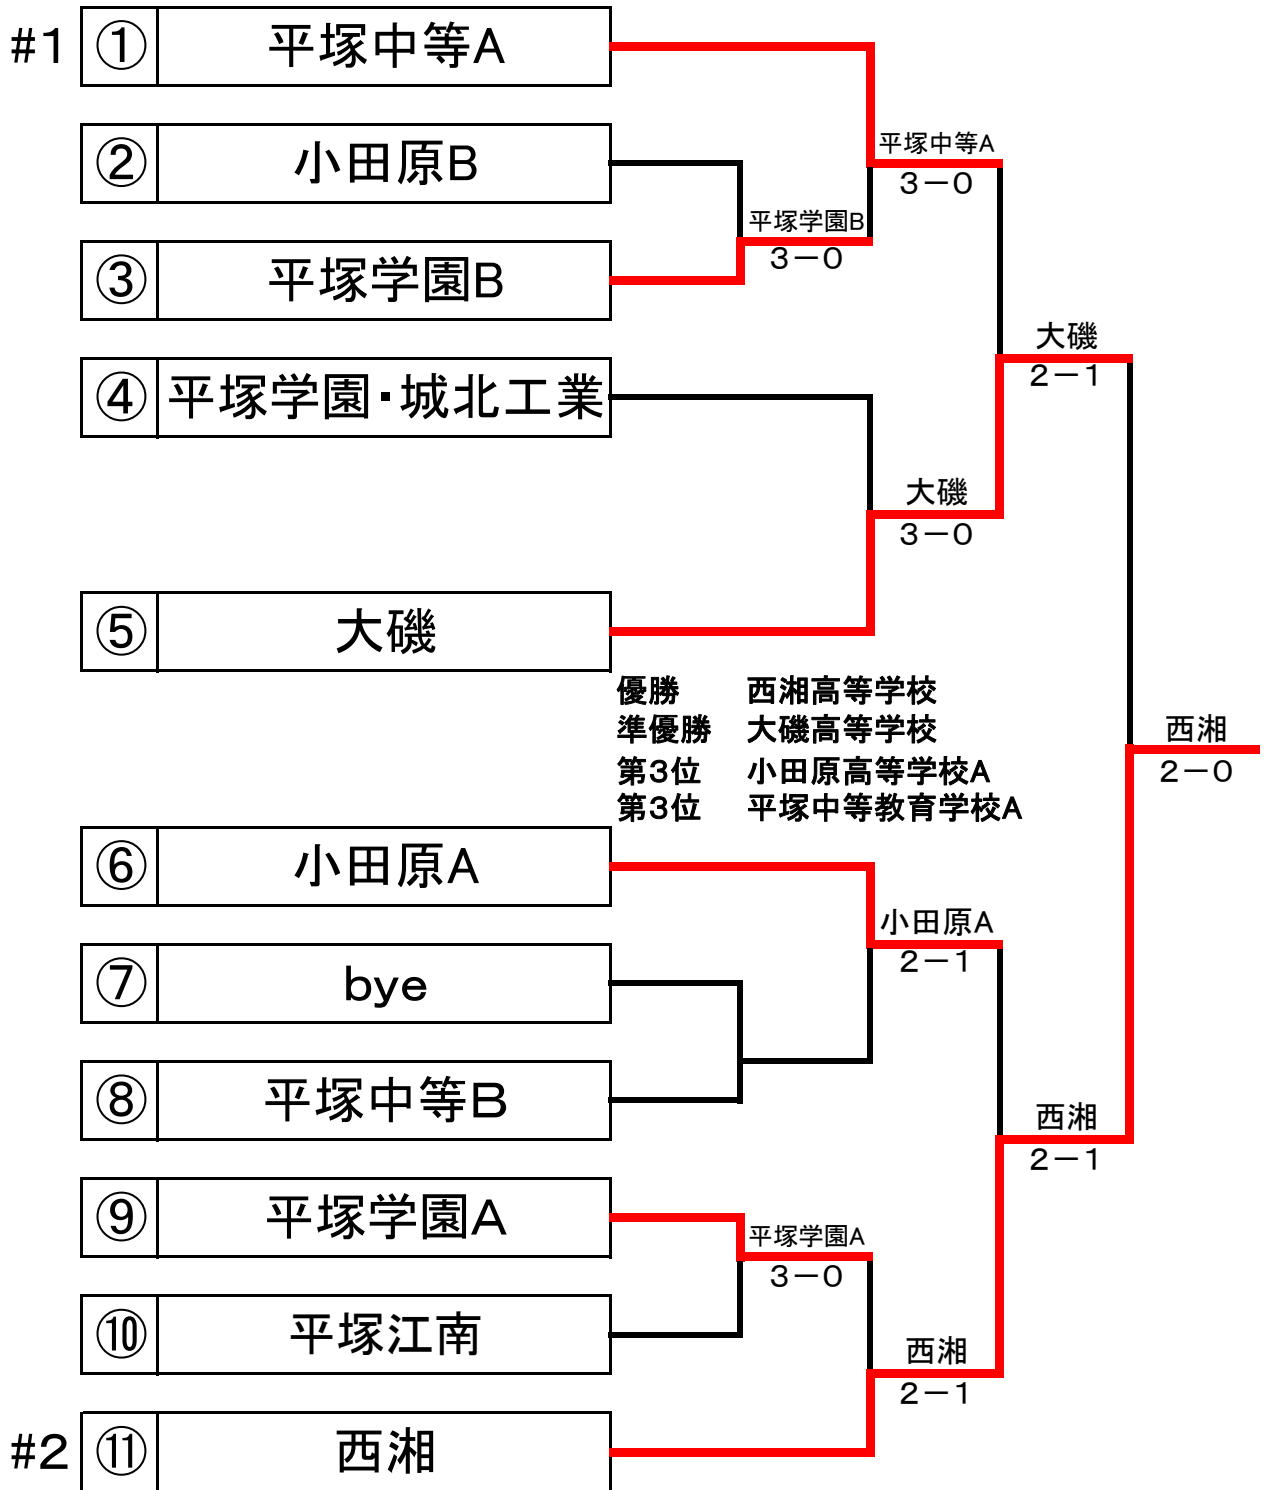 #1 ① 平塚中等A
平塚中等A
3－0
② 小田原B
平塚学園B
3－0
③ 平塚学園B
大磯
2－1
④ 平塚学園・城北工業
大磯
3－0
⑤ 大磯
優勝 西湘高等学校
準優勝 大磯高等学校
第3位 小田原高等学校A
第3位 平塚中等教育学校A
西湘
2－0
⑥ 小田原A
小田原A
2－1
⑦ bye
⑧ 平塚中等B
西湘
2－1
⑨ 平塚学園A
平塚学園A
3－0
⑩ 平塚江南
西湘
2－1
#2 ⑪ 西湘